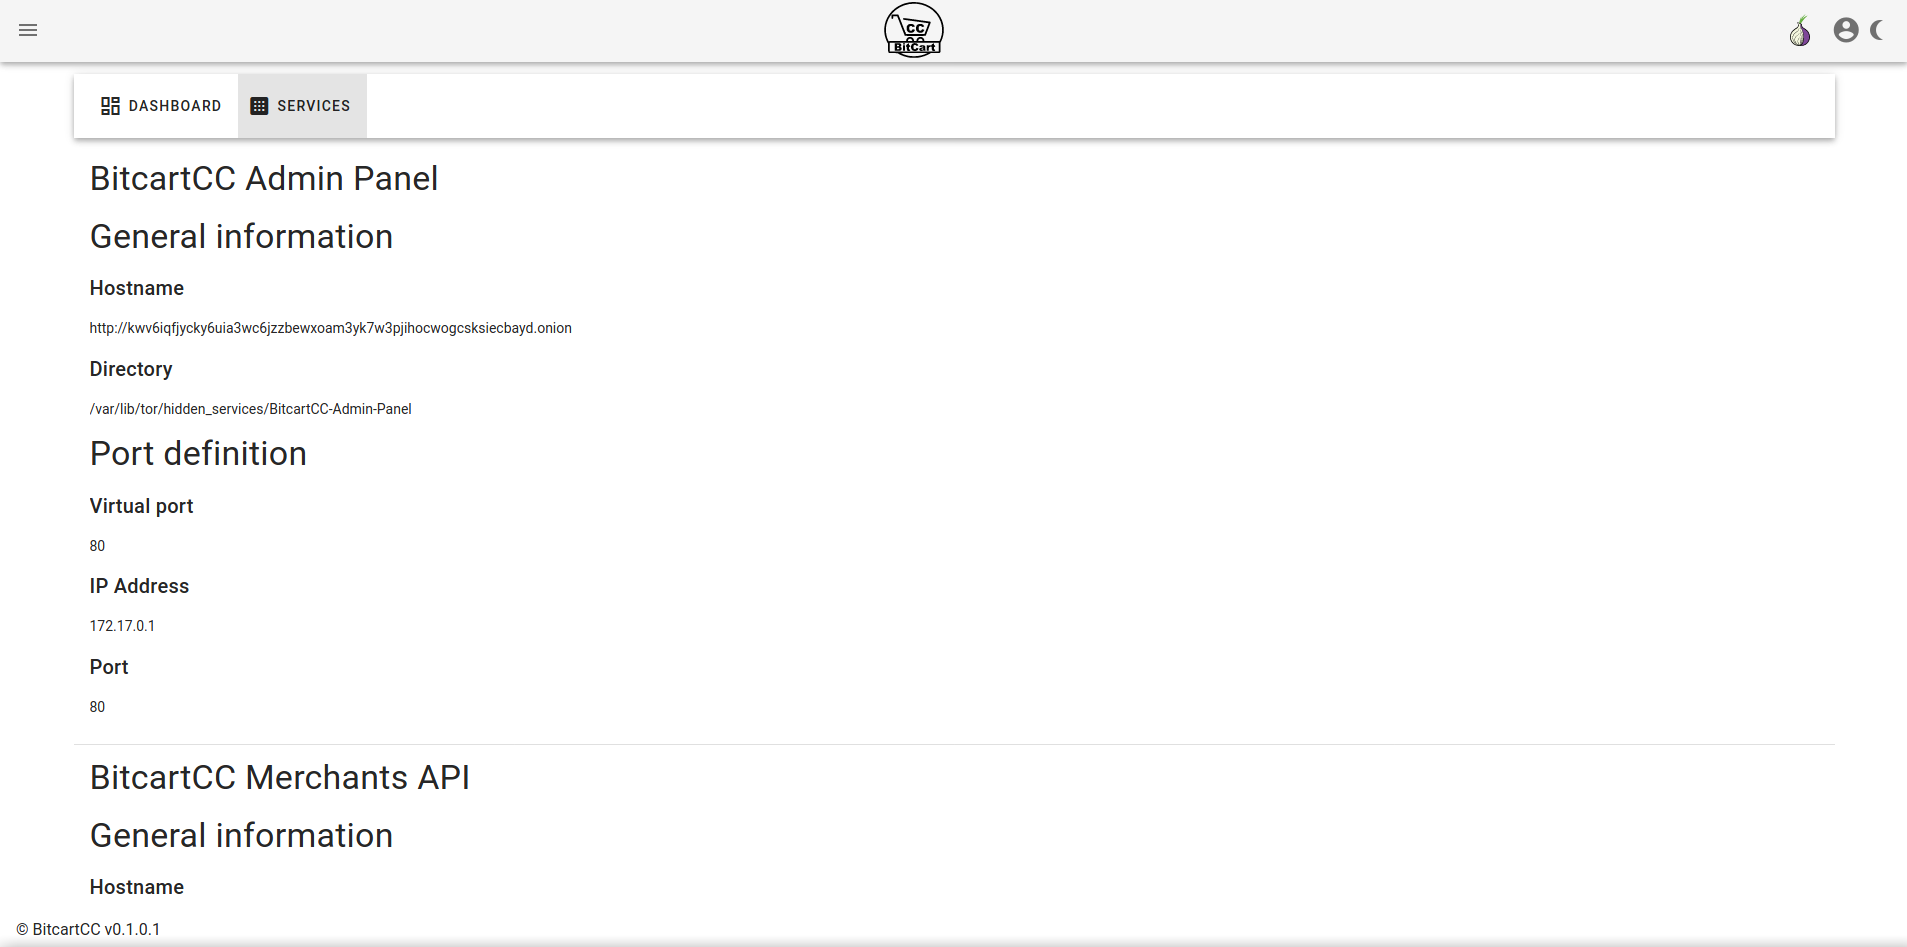 CC
BitCart
DASHBOARD
SERVICES
BitcartCC Admin Panel
General information
Hostname
http://kwv6iqfjycky6uia3wc6jzzbewxoam3yk7w3pjihocwogcsksiecbayd.onion
Directory
/var/lib/tor/hidden_services/BitcartCC-Admin-Panel
Port definition
Virtual port
80
IP Address
172.17.0.1
Port
80
BitcartCC Merchants API
General information
Hostname
© BitcartCC v0.1.0.1